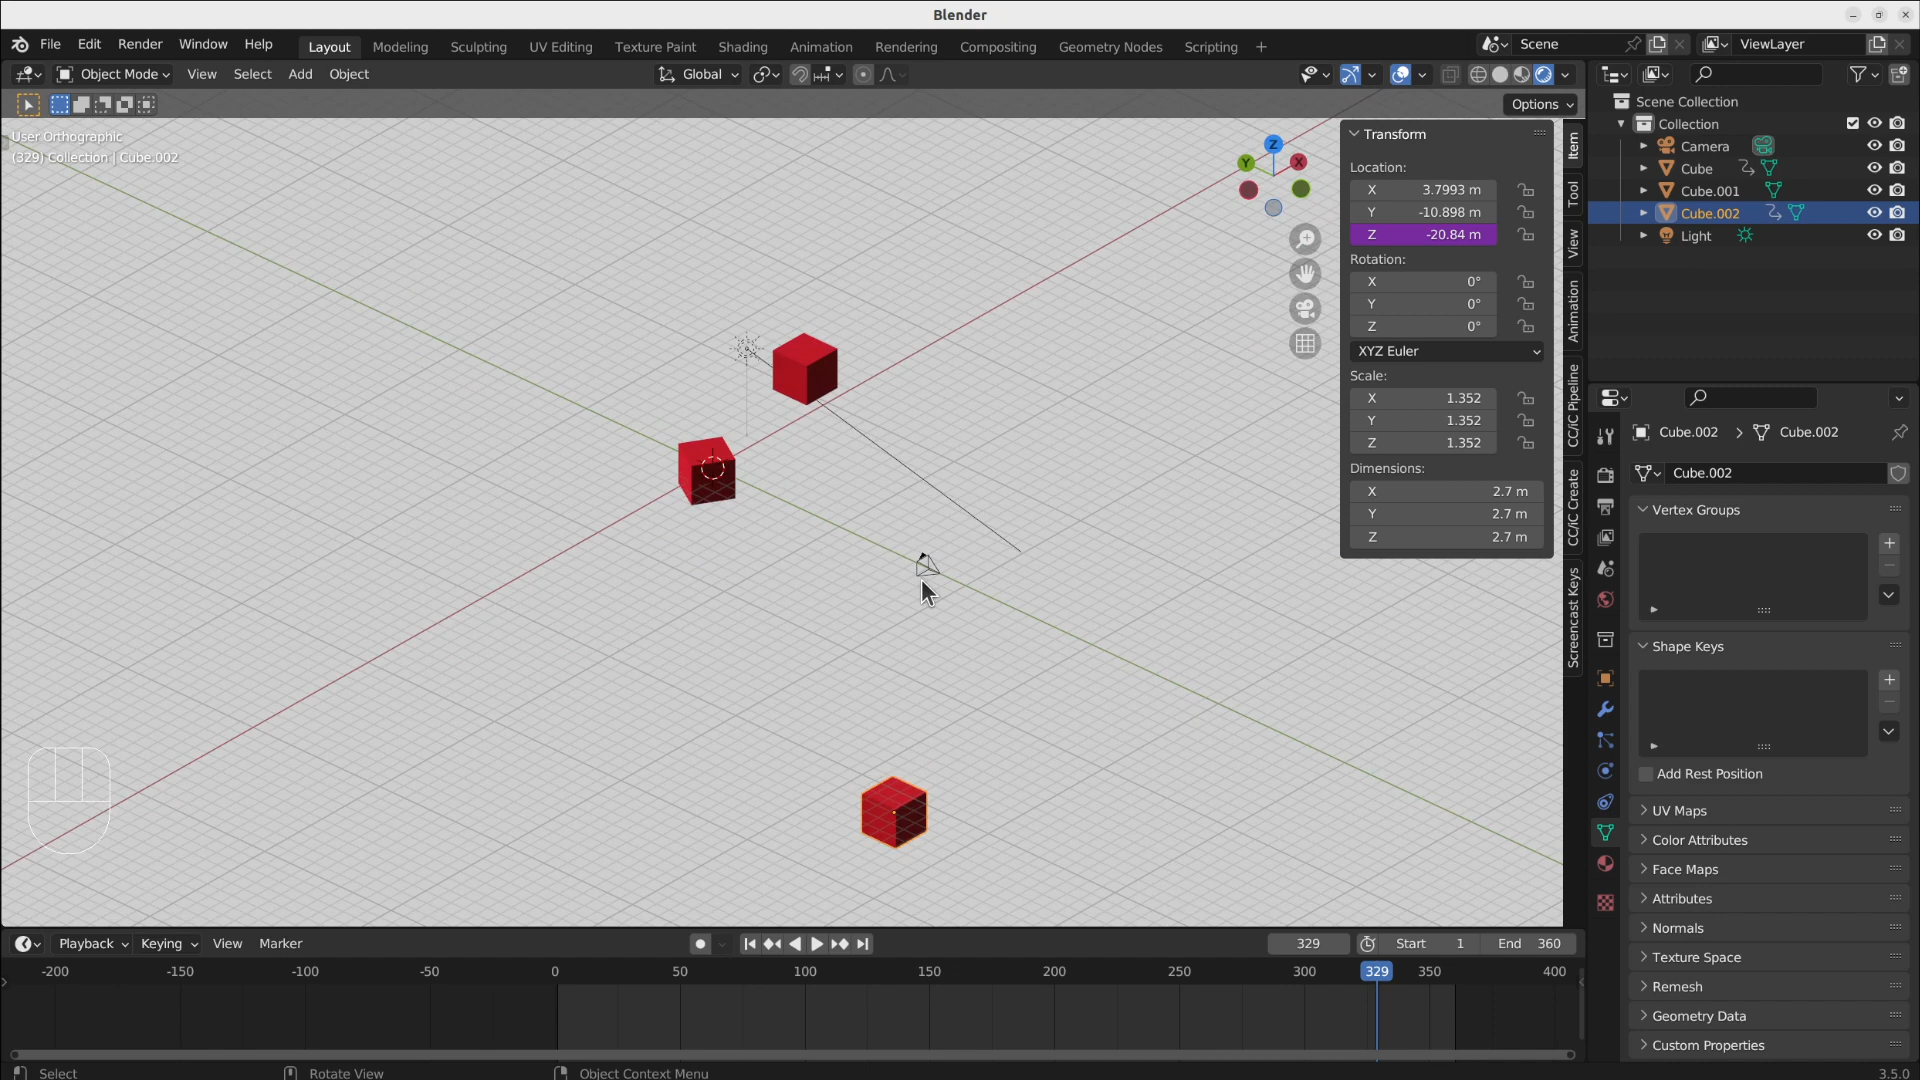 Blender
File Edit Render Window Help Layout Modeling Sculpting UV Editing Texture Paint Shading Animation Rendering Compositing Geometry Nodes Scripting + Scene ViewLayer
Object Mode View Select Add Object Global
Options
User Orthographic
(329) Collection | Cube.002
Z
Y
X
Transform
Location:
X 3.7993 m
Y -10.898 m
Z -20.84 m
Rotation:
X 0°
Y 0°
Z 0°
XYZ Euler
Scale:
X 1.352
Y 1.352
Z 1.352
Dimensions:
X 2.7 m
Y 2.7 m
Z 2.7 m
Item
Tool
View
Animation
CC/iC Pipeline
CC/iC Create
Screencast Keys
Scene Collection
Collection
Camera
Cube
Cube.001
Cube.002
Light
Cube.002 > Cube.002
Cube.002
Vertex Groups
Shape Keys
Add Rest Position
UV Maps
Color Attributes
Face Maps
Attributes
Normals
Texture Space
Remesh
Geometry Data
Custom Properties
Playback Keying View Marker 329 Start 1 End 360
-200 -150 -100 -50 0 50 100 150 200 250 300 329 350 400
Select Rotate View Object Context Menu 3.5.0